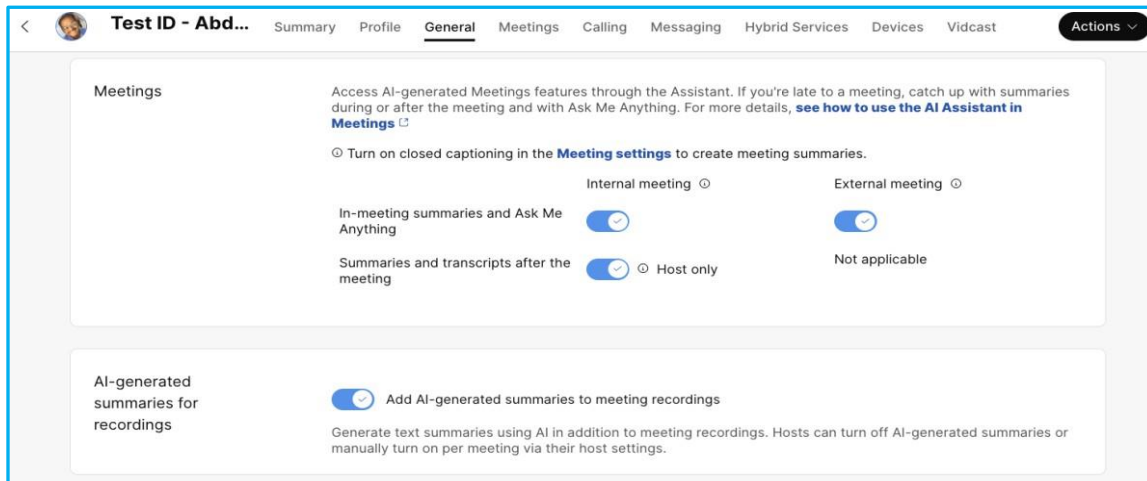 Test ID - Abd...
Summary Profile General Meetings Calling Messaging Hybrid Services Devices Vidcast
Actions
Meetings
Access AI-generated Meetings features through the Assistant. If you're late to a meeting, catch up with summaries
during or after the meeting and with Ask Me Anything. For more details, see how to use the AI Assistant in
Meetings
Turn on closed captioning in the Meeting settings to create meeting summaries.
Internal meeting External meeting
In-meeting summaries and Ask Me
Anything
Summaries and transcripts after the
meeting
Host only
Not applicable
AI-generated
summaries for
recordings
Add AI-generated summaries to meeting recordings
Generate text summaries using AI in addition to meeting recordings. Hosts can turn off AI-generated summaries or
manually turn on per meeting via their host settings.